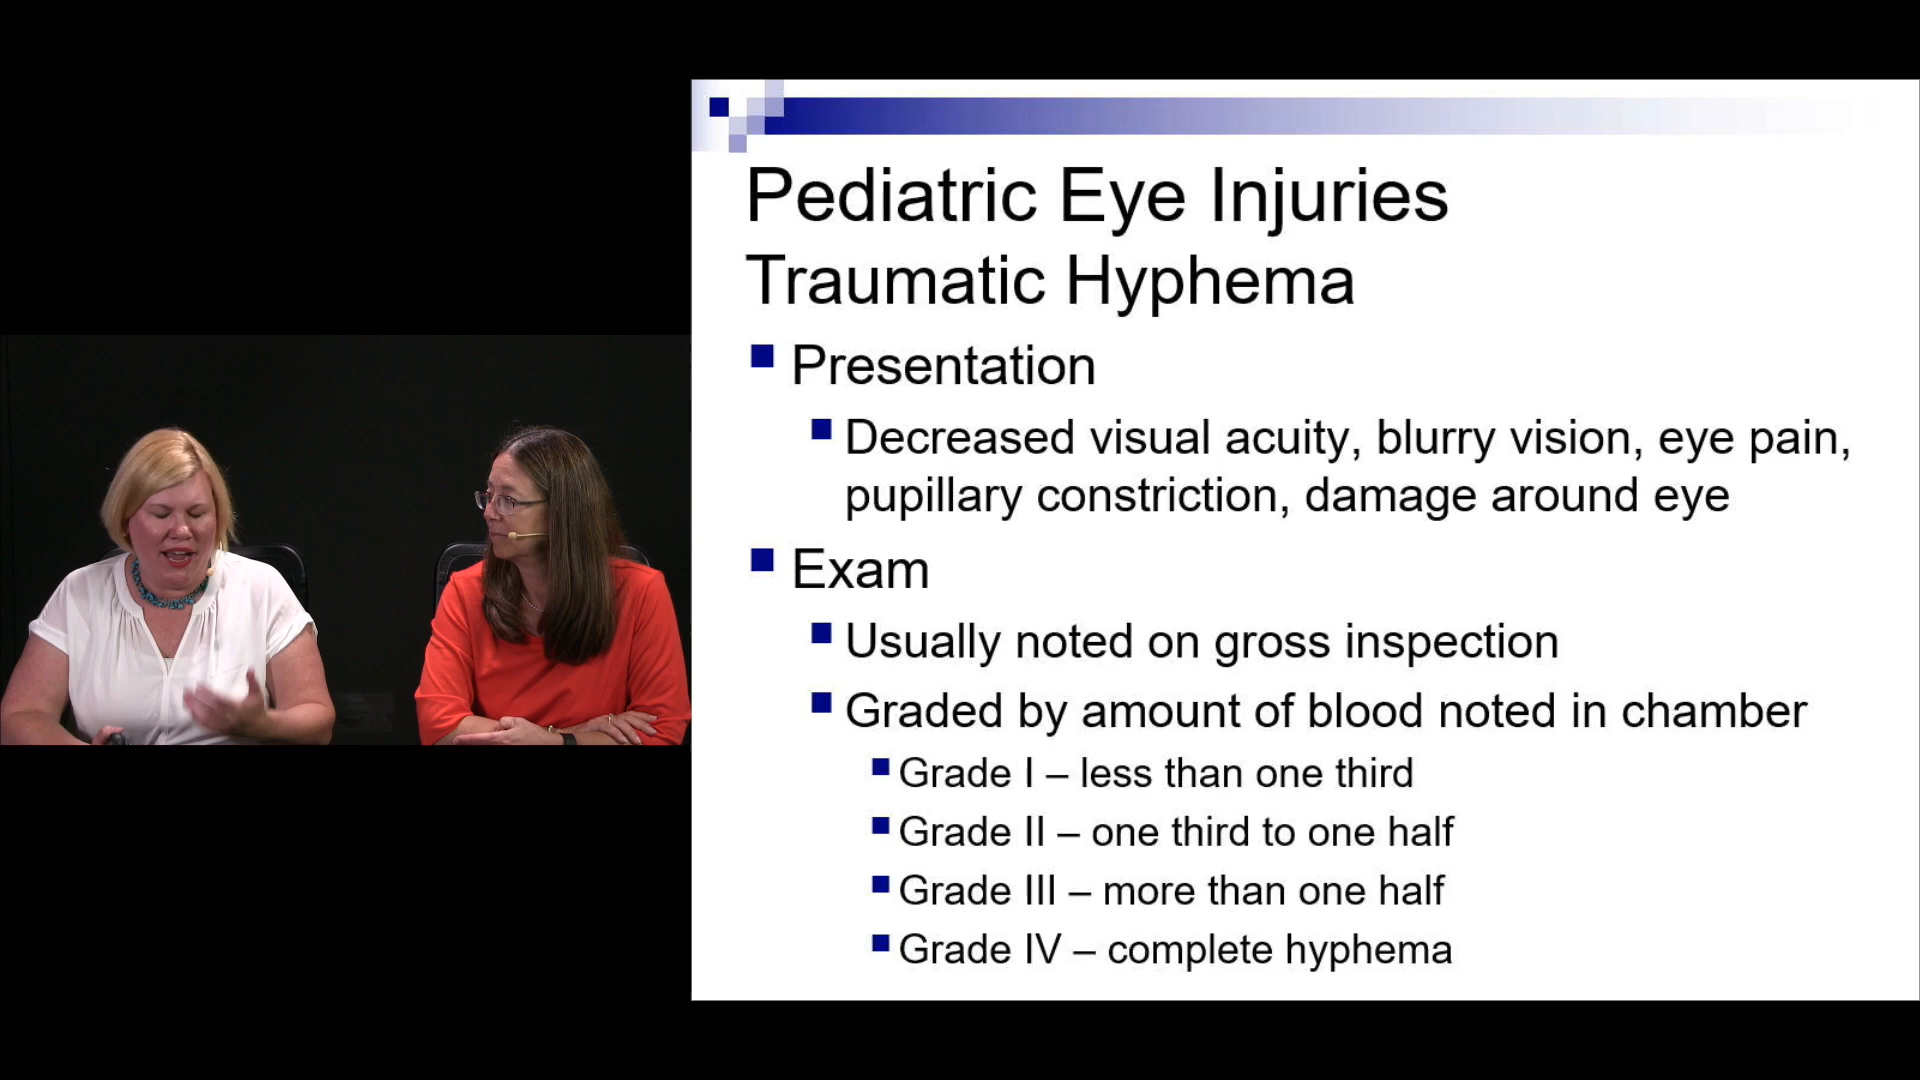 Pediatric Eye Injuries
Traumatic Hyphema
Presentation
Decreased visual acuity, blurry vision, eye pain,
pupillary constriction, damage around eye
Exam
Usually noted on gross inspection
Graded by amount of blood noted in chamber
Grade I – less than one third
Grade II – one third to one half
Grade III – more than one half
Grade IV – complete hyphema